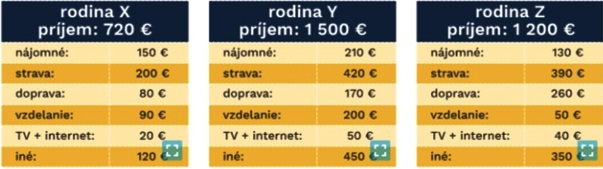 rodina X
príjem: 720 €
nájomné: 150 €
strava: 200 €
doprava: 80 €
vzdelanie: 90 €
TV + internet: 20 €
iné: 120 €
rodina Y
príjem: 1 500 €
nájomné: 210 €
strava: 420 €
doprava: 170 €
vzdelanie: 200 €
TV + internet: 50 €
iné: 450 €
rodina Z
príjem: 1 200 €
nájomné: 130 €
strava: 390 €
doprava: 260 €
vzdelanie: 50 €
TV + internet: 40 €
iné: 350 €